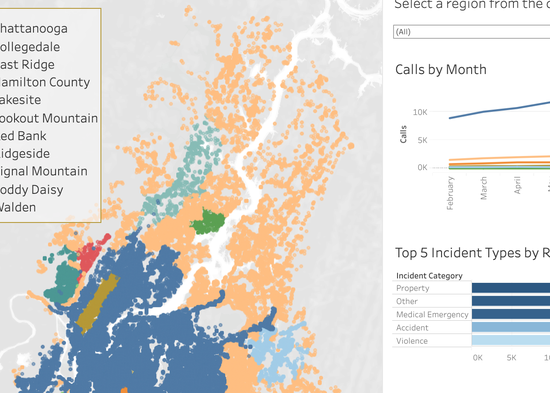 hattanooga
ollegedale
ast Ridge
amilton County
akesite
ookout Mountain
ed Bank
idgeside
ignal Mountain
oddy Daisy
Walden
Select a region from the d
(All)
Calls by Month
10K
5K
0K
Calls
February
March
April
Top 5 Incident Types by R
Incident Category
Property
Other
Medical Emergency
Accident
Violence
0K 5K 10